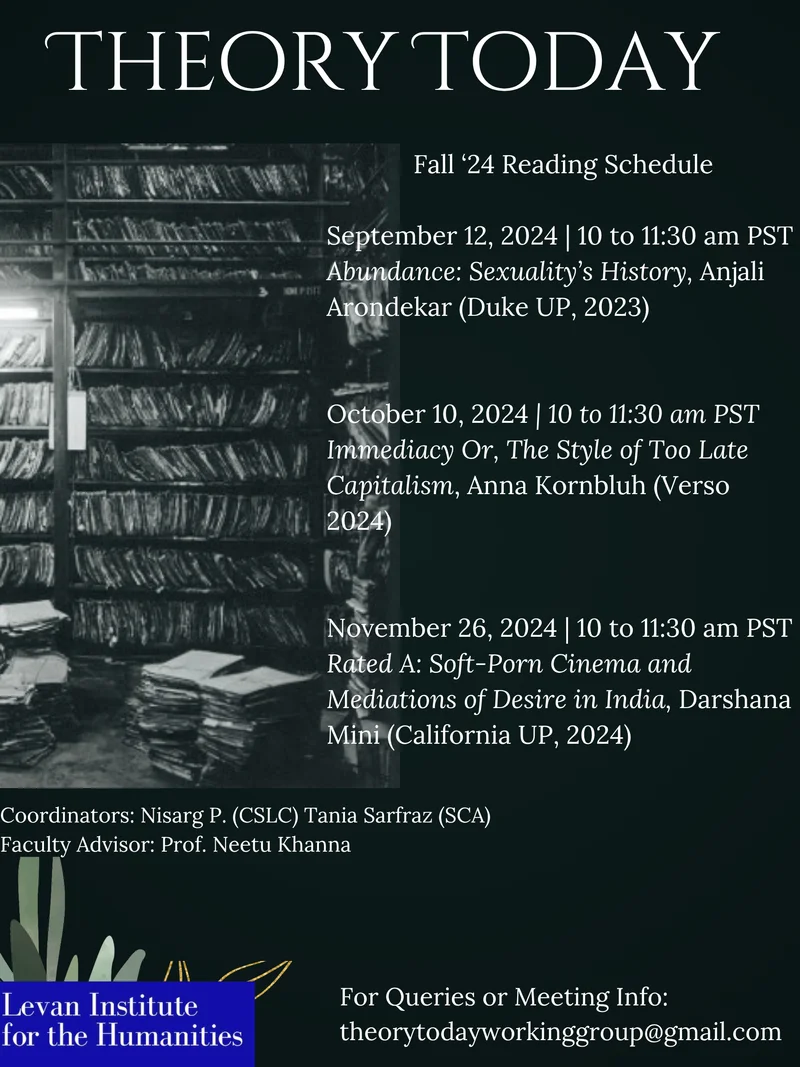 THEORY TODAY
Fall ‘24 Reading Schedule
September 12, 2024 | 10 to 11:30 am PST
Abundance: Sexuality’s History, Anjali
Arondekar (Duke UP, 2023)
October 10, 2024 | 10 to 11:30 am PST
Immediacy Or, The Style of Too Late
Capitalism, Anna Kornbluh (Verso
2024)
November 26, 2024 | 10 to 11:30 am PST
Rated A: Soft-Porn Cinema and
Mediations of Desire in India, Darshana
Mini (California UP, 2024)
Coordinators: Nisarg P. (CSLC) Tania Sarfraz (SCA)
Faculty Advisor: Prof. Neetu Khanna
Levan Institute
for the Humanities
For Queries or Meeting Info:
theorytodayworkinggroup@gmail.com